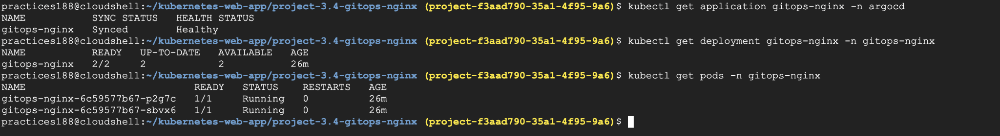 practices188@cloudshell:~/kubernetes-web-app/project-3.4-gitops-nginx (project-f3aad790-35a1-4f95-9a6)$ kubectl get application gitops-nginx -n argocd
NAME           SYNC STATUS   HEALTH STATUS
gitops-nginx   Synced        Healthy
practices188@cloudshell:~/kubernetes-web-app/project-3.4-gitops-nginx (project-f3aad790-35a1-4f95-9a6)$ kubectl get deployment gitops-nginx -n gitops-nginx
NAME           READY   UP-TO-DATE   AVAILABLE   AGE
gitops-nginx   2/2     2            2           26m
practices188@cloudshell:~/kubernetes-web-app/project-3.4-gitops-nginx (project-f3aad790-35a1-4f95-9a6)$ kubectl get pods -n gitops-nginx
NAME                            READY   STATUS    RESTARTS   AGE
gitops-nginx-6c59577b67-p2g7c   1/1     Running   0          26m
gitops-nginx-6c59577b67-sbvx6   1/1     Running   0          26m
practices188@cloudshell:~/kubernetes-web-app/project-3.4-gitops-nginx (project-f3aad790-35a1-4f95-9a6)$